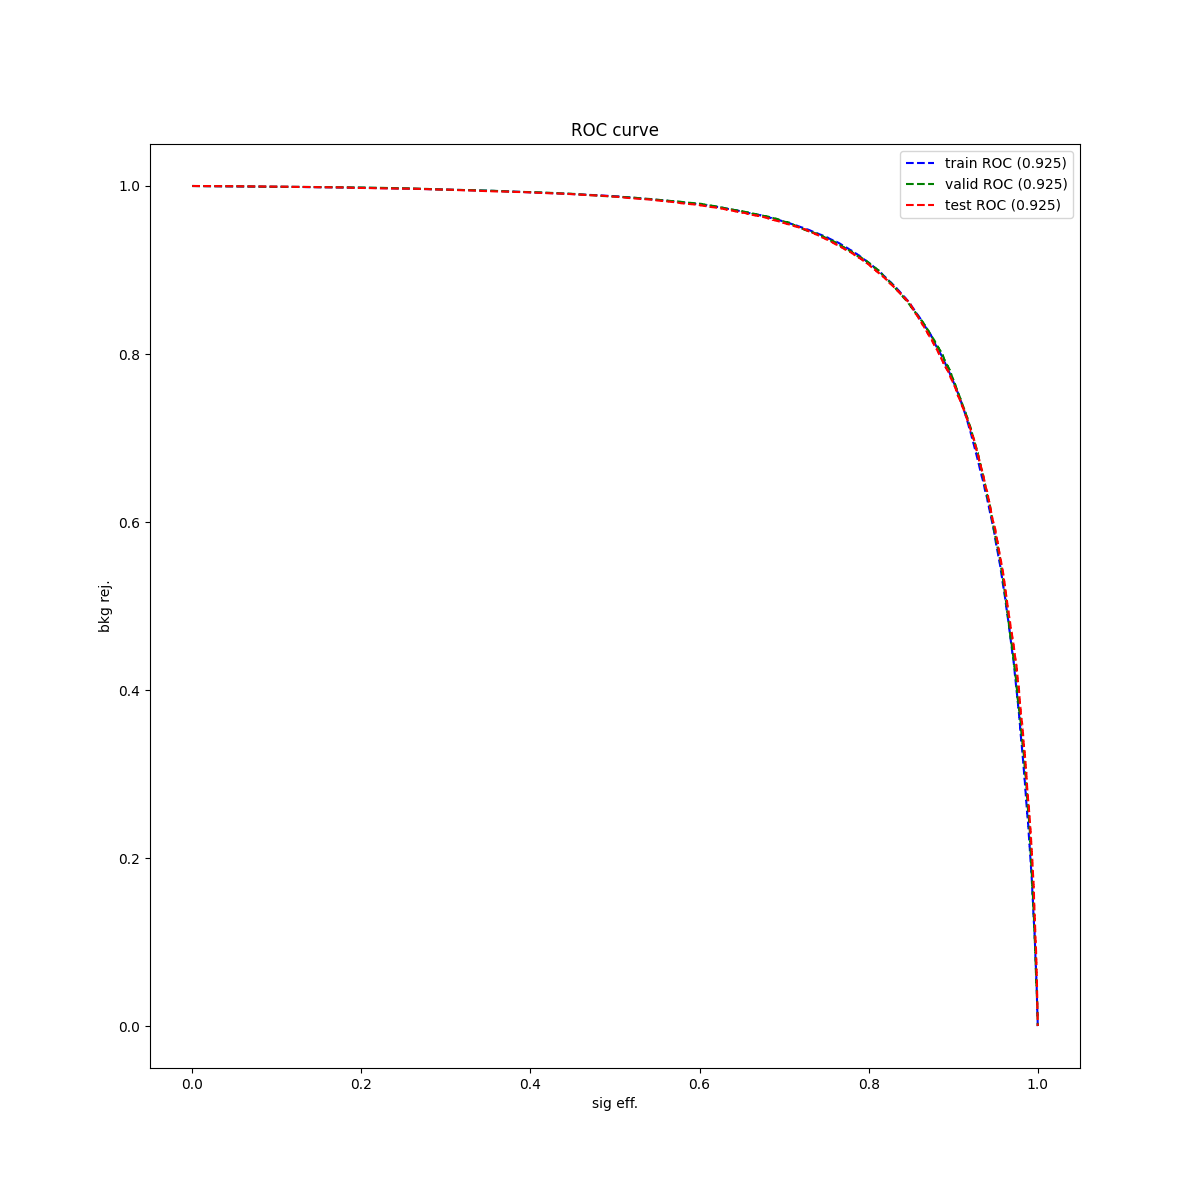 ROC curve
train ROC (0.925)
valid ROC (0.925)
test ROC (0.925)
1.0
0.8
0.6
0.4
0.2
0.0
bkg rej.
0.0 0.2 0.4 0.6 0.8 1.0
sig eff.